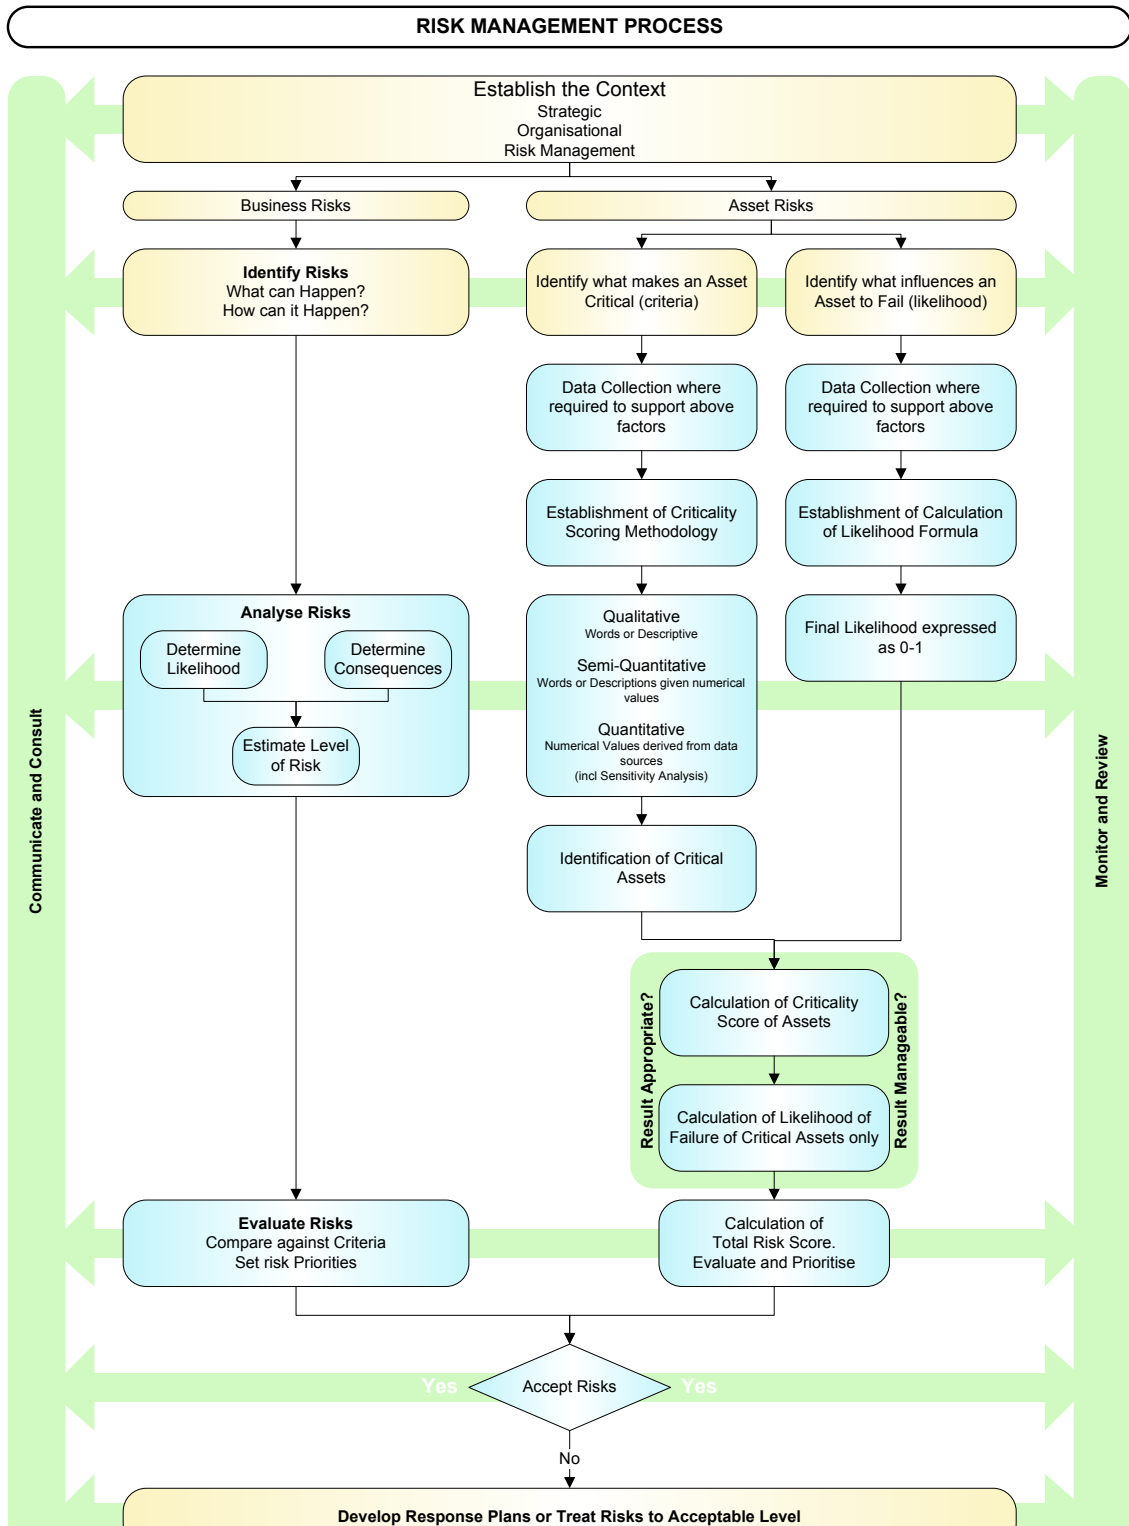 RISK MANAGEMENT PROCESS
Establish the Context
Strategic
Organisational
Risk Management
Business Risks
Asset Risks
Identify Risks
What can Happen?
How can it Happen?
Identify what makes an Asset
Critical (criteria)
Identify what influences an
Asset to Fail (likelihood)
Data Collection where
required to support above
factors
Data Collection where
required to support above
factors
Establishment of Criticality
Scoring Methodology
Establishment of Calculation
of Likelihood Formula
Analyse Risks
Determine
Likelihood
Determine
Consequences
Estimate Level
of Risk
Qualitative
Words or Descriptive
Semi-Quantitative
Words or Descriptions given numerical
values
Quantitative
Numerical Values derived from data
sources
(incl Sensitivity Analysis)
Final Likelihood expressed
as 0-1
Communicate and Consult
Monitor and Review
Identification of Critical
Assets
Result Appropriate?
Calculation of Criticality
Score of Assets
Calculation of Likelihood of
Failure of Critical Assets only
Result Manageable?
Evaluate Risks
Compare against Criteria
Set risk Priorities
Calculation of
Total Risk Score.
Evaluate and Prioritise
Yes
Accept Risks
Yes
No
Develop Response Plans or Treat Risks to Acceptable Level